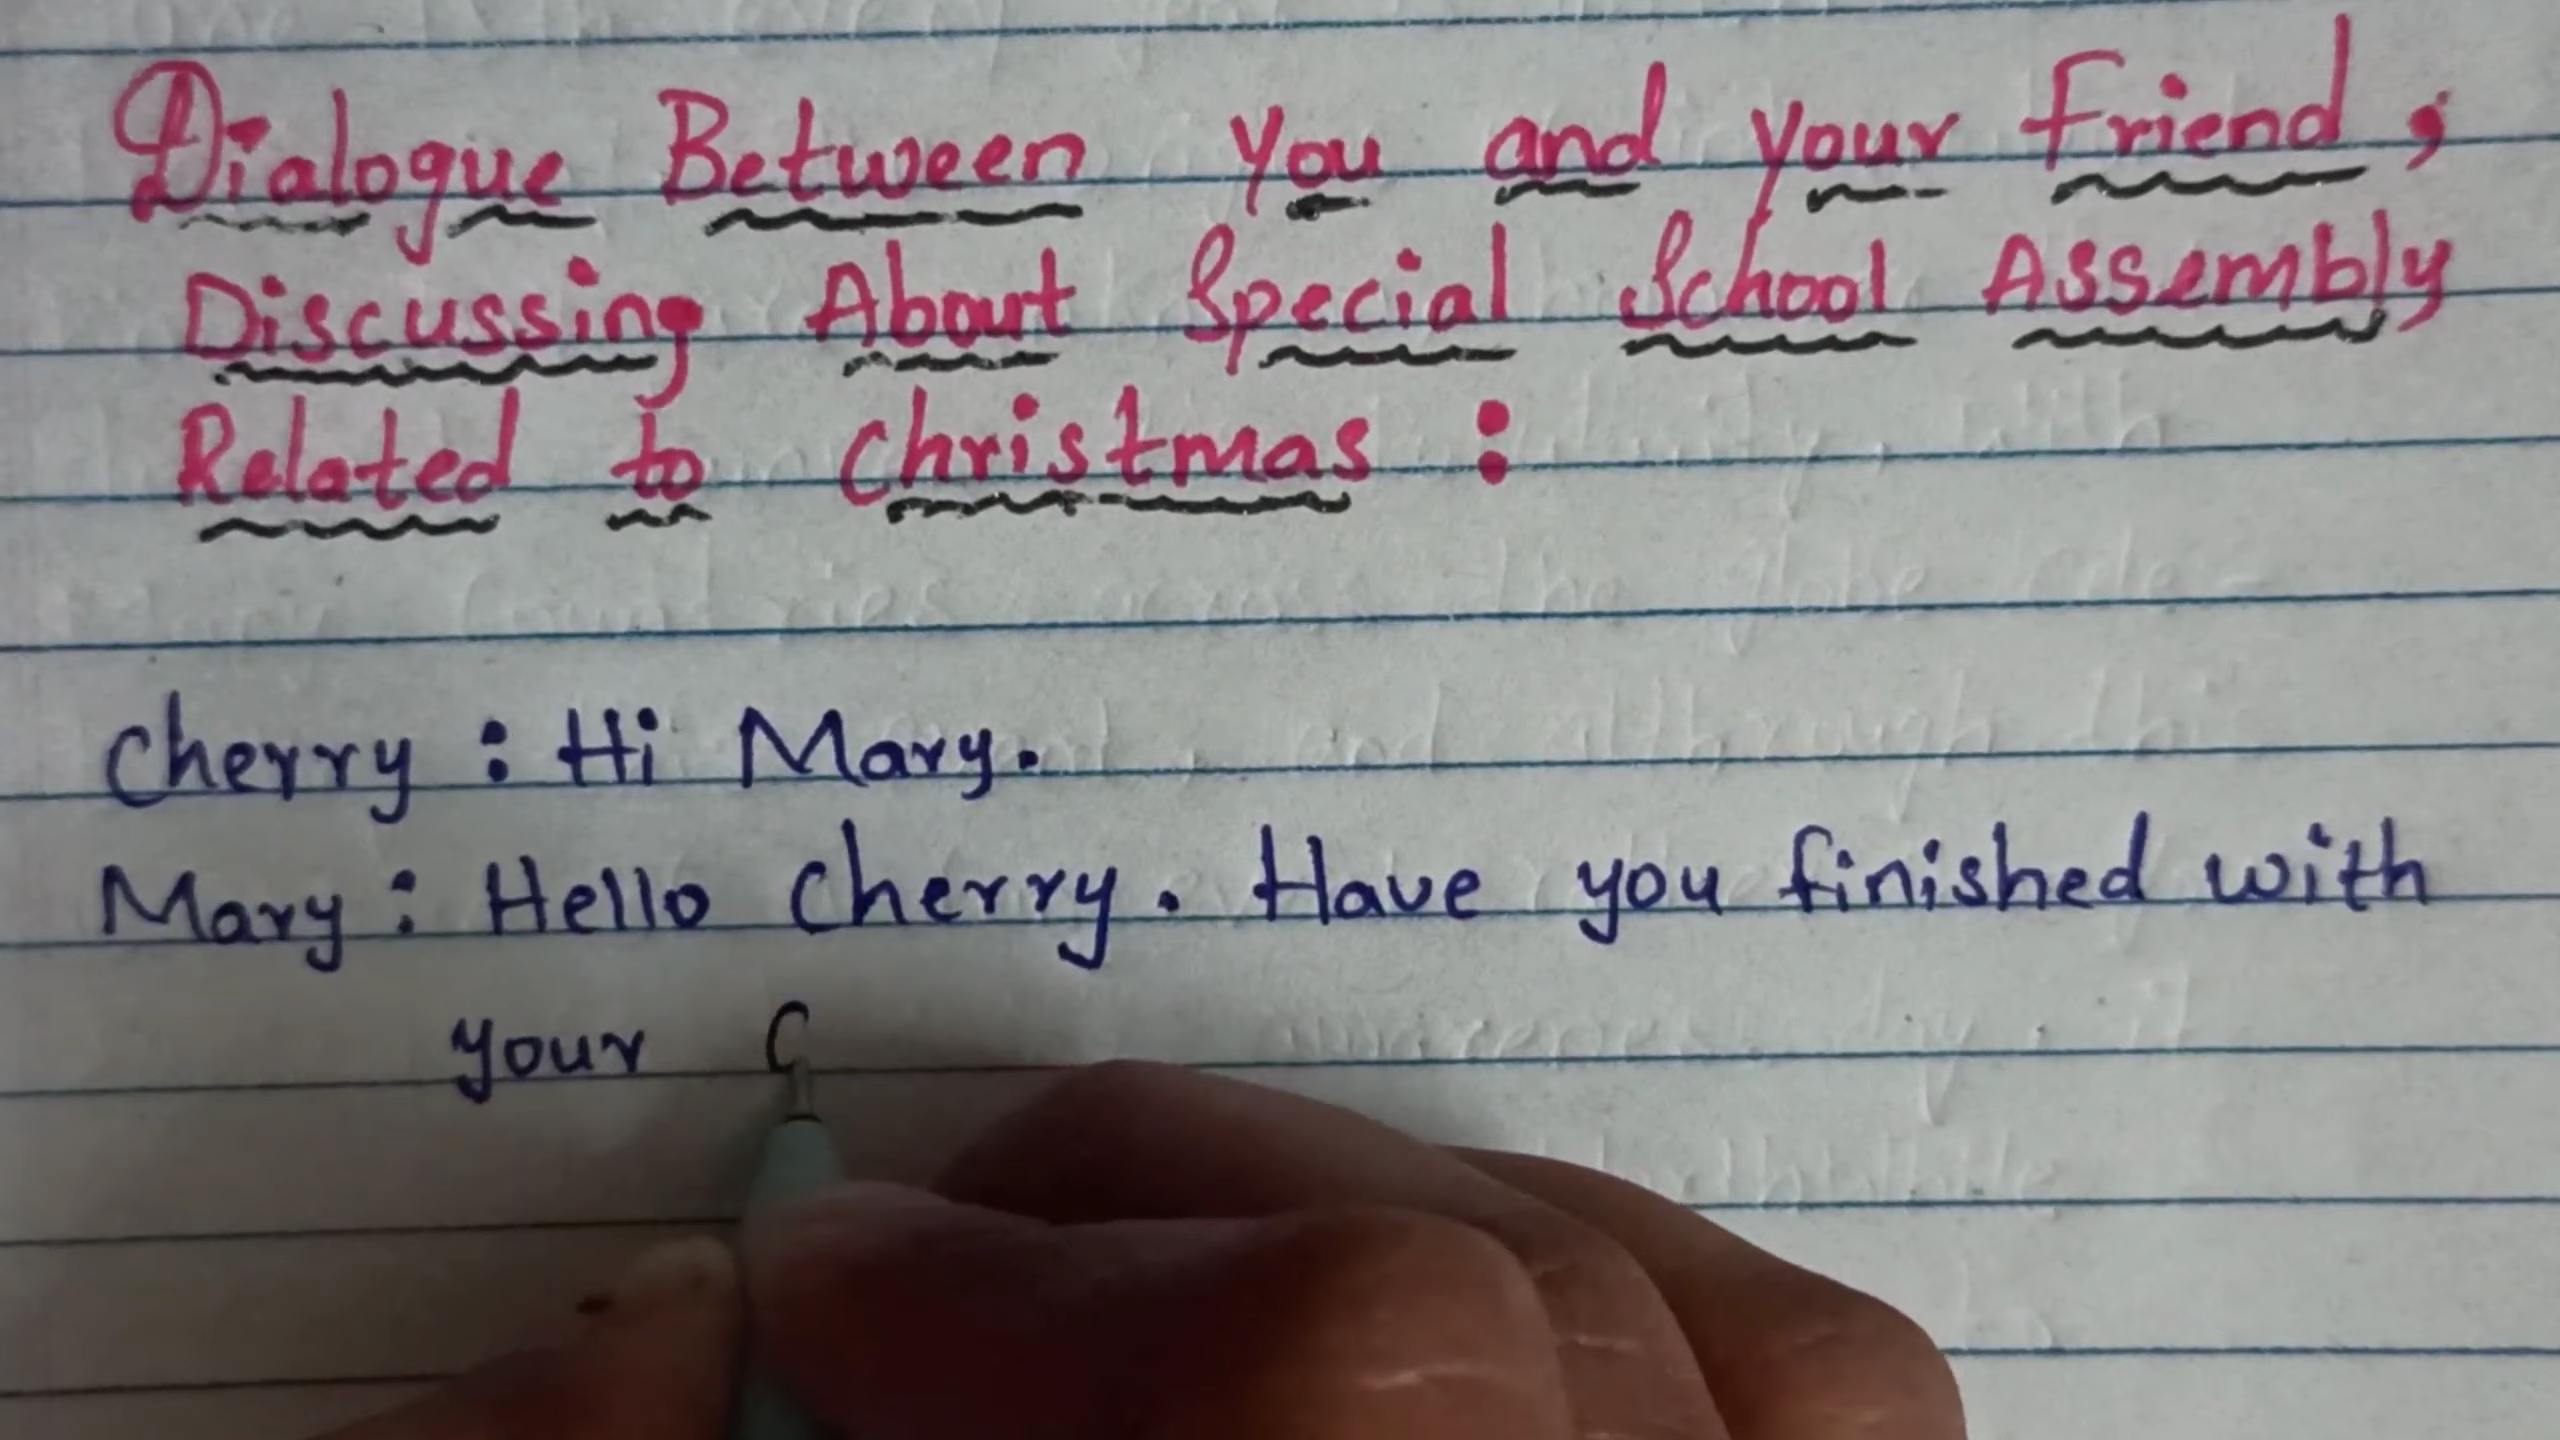 Dialogue Between you and your friend,
Discussing About Special School Assembly
Related to Christmas :
Cherry : Hi Mary.
Mary : Hello Cherry. Have you finished with
your